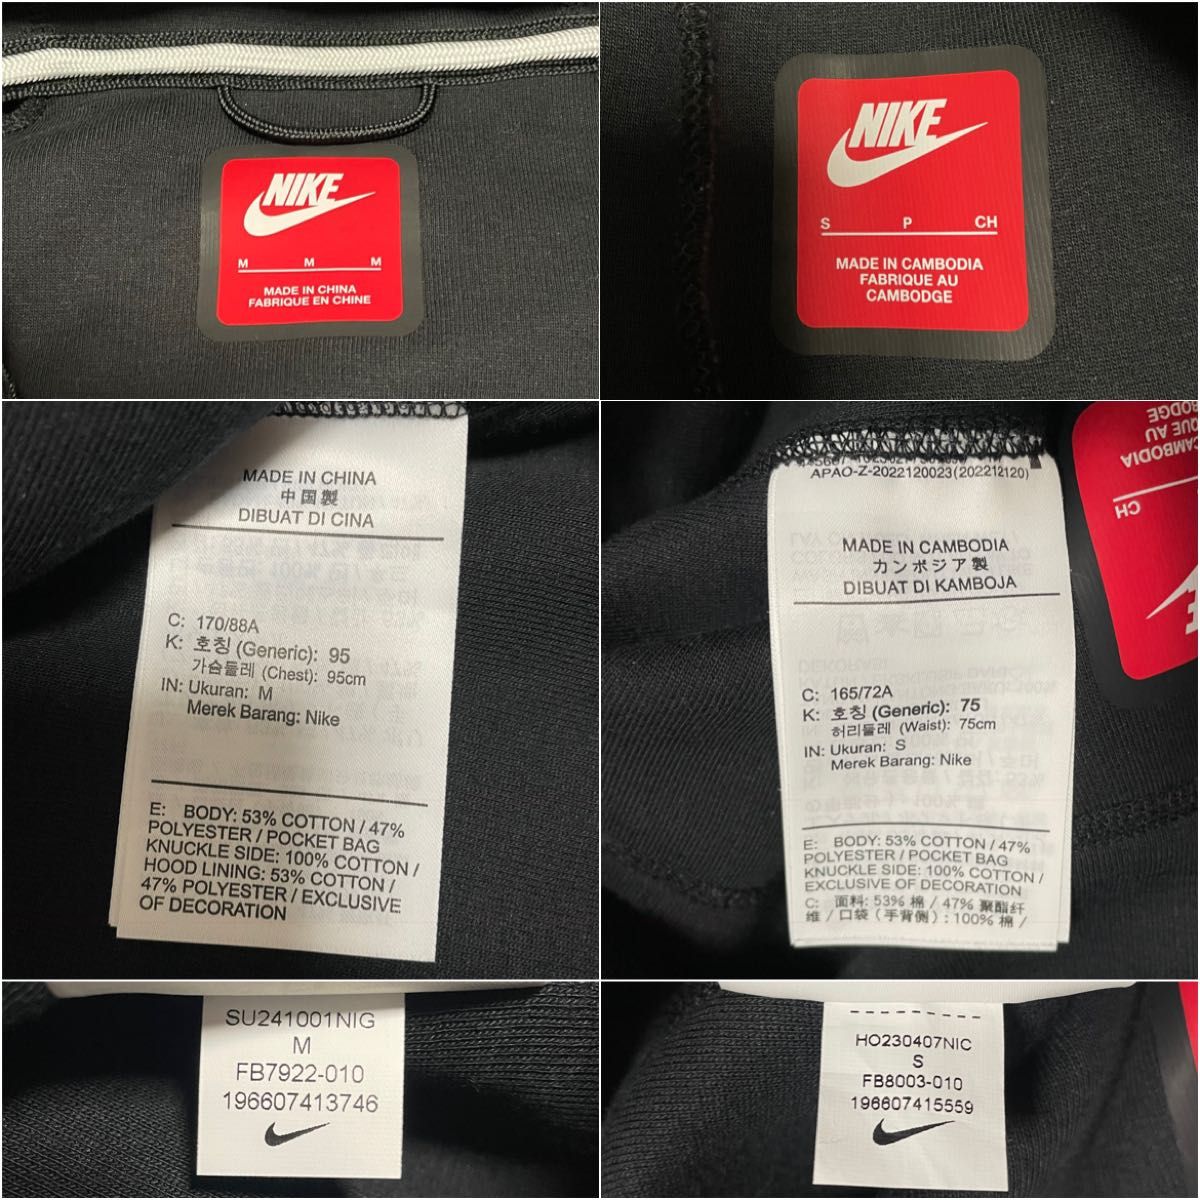 NIKE
M M M
MADE IN CHINA
FABRIQUE EN CHINE
NIKE
S P CH
MADE IN CAMBODIA
FABRIQUE AU
CAMBODGE
MADE IN CHINA
中国製
DIBUAT DI CINA
C: 170/88A
K: 호칭 (Generic): 95
가슴둘레 (Chest): 95cm
IN: Ukuran: M
Merek Barang: Nike
E: BODY: 53% COTTON / 47%
POLYESTER / POCKET BAG
KNUCKLE SIDE: 100% COTTON /
HOOD LINING: 53% COTTON /
47% POLYESTER / EXCLUSIVE
OF DECORATION
APAO-Z-2022120023(202212120)
MADE IN CAMBODIA
カンボジア製
DIBUAT DI KAMBOJA
C: 165/72A
K: 호칭 (Generic): 75
허리둘레 (Waist): 75cm
IN: Ukuran: S
Merek Barang: Nike
E: BODY: 53% COTTON / 47%
POLYESTER / POCKET BAG
KNUCKLE SIDE: 100% COTTON /
EXCLUSIVE OF DECORATION
C: 面料: 53% 棉 / 47% 聚酯纤
维 / 口袋 (手背侧) : 100% 棉 /
CH
CAMBODIA
QUE AU
BODGE
SU241001NIG
M
FB7922-010
196607413746
HO230407NIC
S
FB8003-010
196607415559